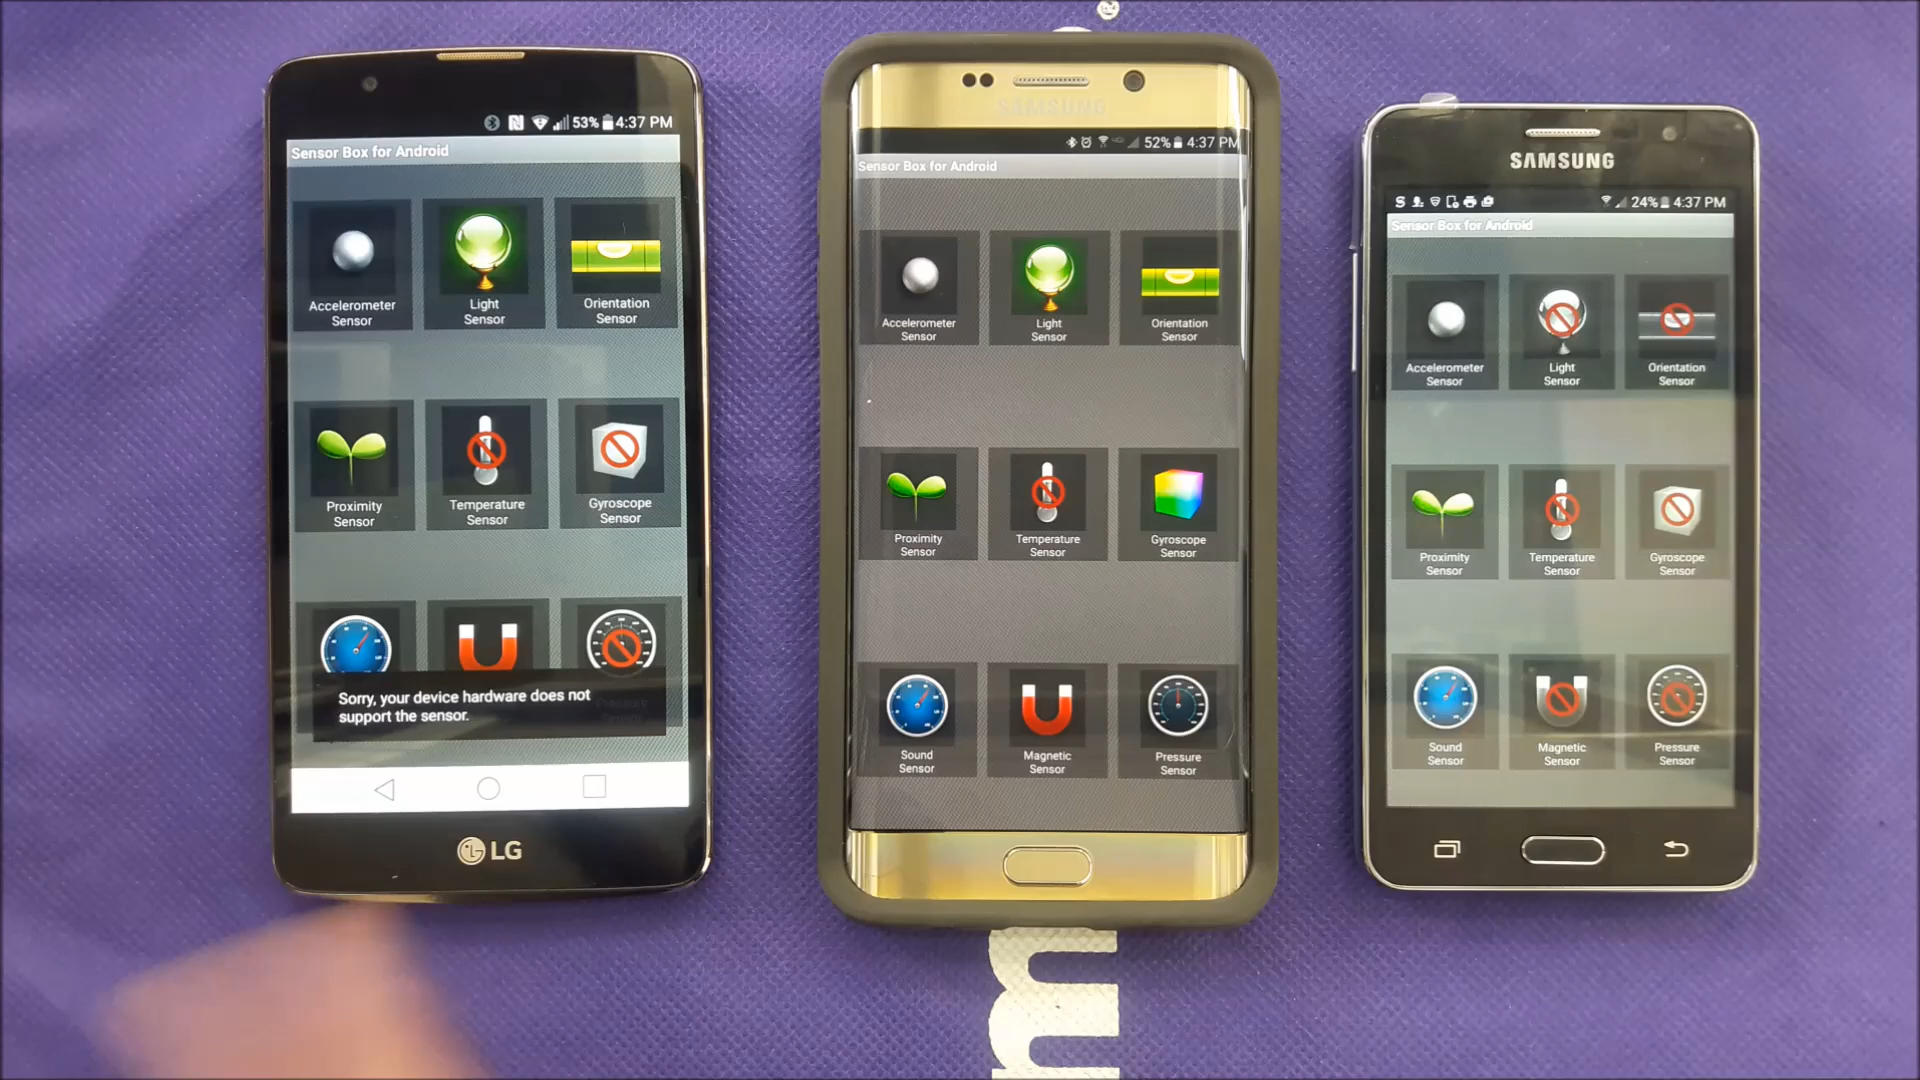 53% 4:37 PM
Sensor Box for Android
Accelerometer
Sensor
Light
Sensor
Orientation
Sensor
Proximity
Sensor
Temperature
Sensor
Gyroscope
Sensor
Sorry, your device hardware does not
support the sensor.
Pressure
LG
SAMSUNG
52% 4:37 PM
Sensor Box for Android
Accelerometer
Sensor
Light
Sensor
Orientation
Sensor
Proximity
Sensor
Temperature
Sensor
Gyroscope
Sensor
Sound
Sensor
Magnetic
Sensor
Pressure
Sensor
m
SAMSUNG
24% 4:37 PM
Sensor Box for Android
Accelerometer
Sensor
Light
Sensor
Orientation
Sensor
Proximity
Sensor
Temperature
Sensor
Gyroscope
Sensor
Sound
Sensor
Magnetic
Sensor
Pressure
Sensor